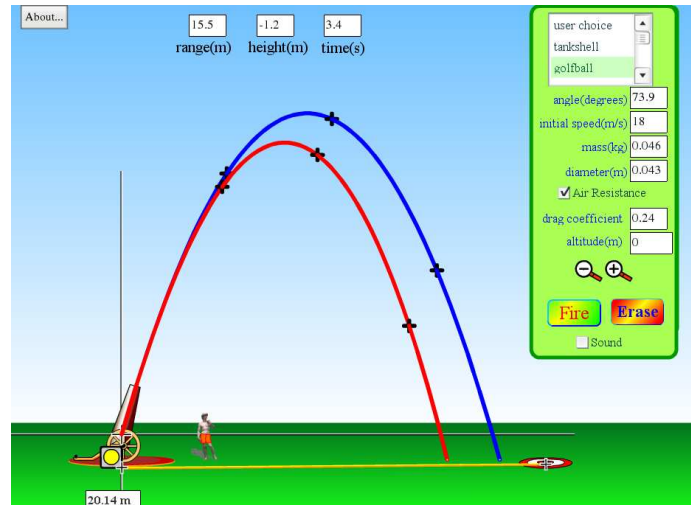 About...
15.5 -1.2 3.4
range(m) height(m) time(s)
user choice
tankshell
golfball
angle(degrees) 73.9
initial speed(m/s) 18
mass(kg) 0.046
diameter(m) 0.043
Air Resistance
drag coefficient 0.24
altitude(m) 0
Fire Erase
Sound
20.14 m